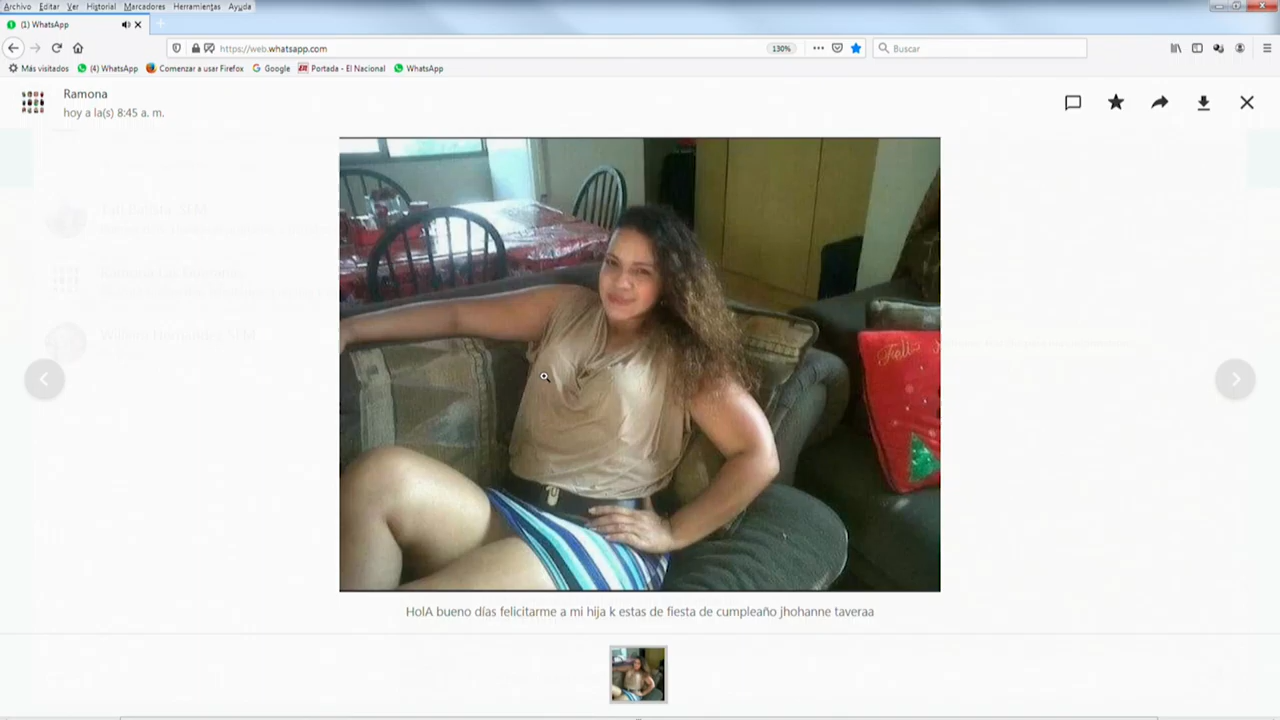 Archivo Editar Ver Historial Marcadores Herramientas Ayuda
(1) WhatsApp
https://web.whatsapp.com
130%
Buscar
Más visitados (4) WhatsApp Comenzar a usar Firefox Google Portada - El Nacional WhatsApp
Ramona
hoy a la(s) 8:45 a. m.
Feliz
HolA bueno días felicitarme a mi hija k estas de fiesta de cumpleaño jhohanne taveraa